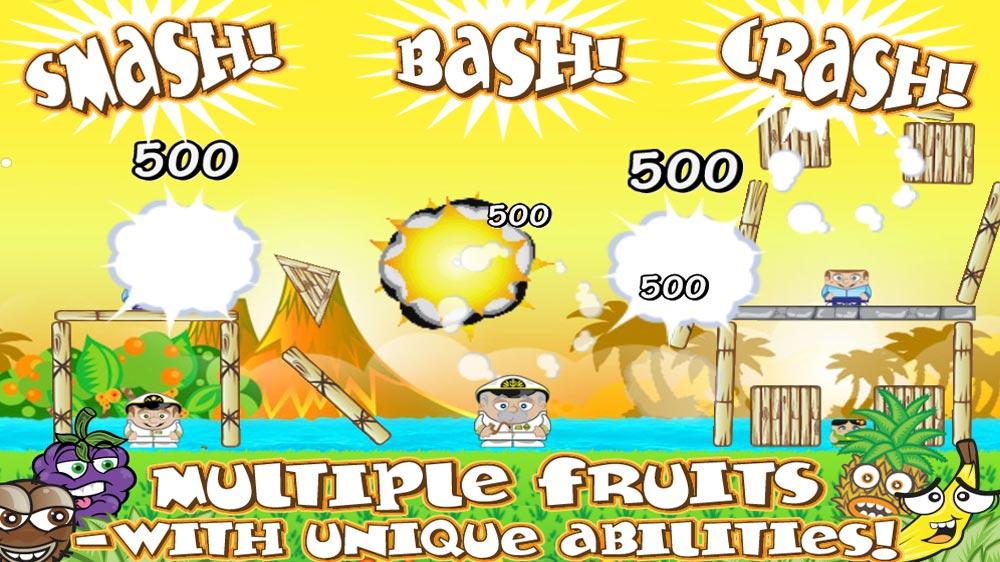 SMASH! BASH! CRASH!
500 500
500
500
MULTIPLE FRUITS
-WITH UNIQUE ABILITIES!